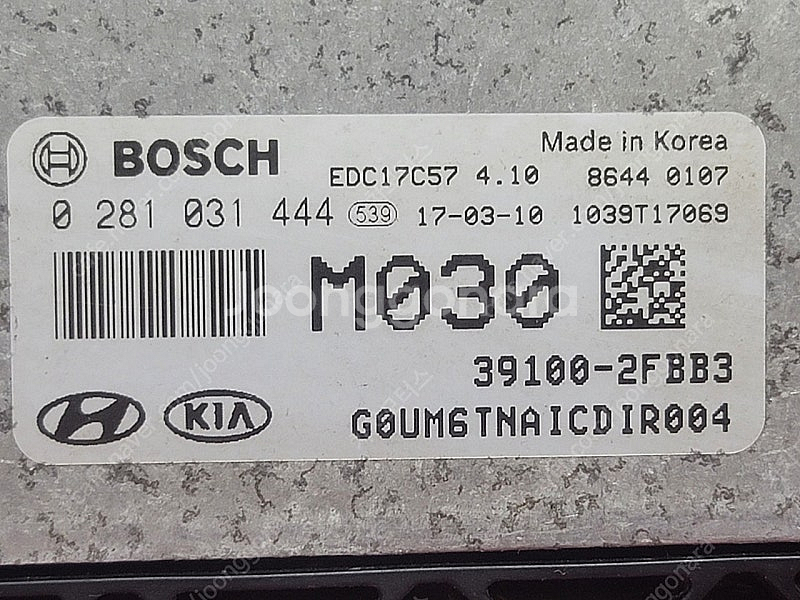 BOSCH
Made in Korea
EDC17C57 4.10 8644 0107
0 281 031 444 539 17-03-10 1039T17069
M030
Joonggonara
39100-2FBB3
KIA
G0UM6TNAICDIR004